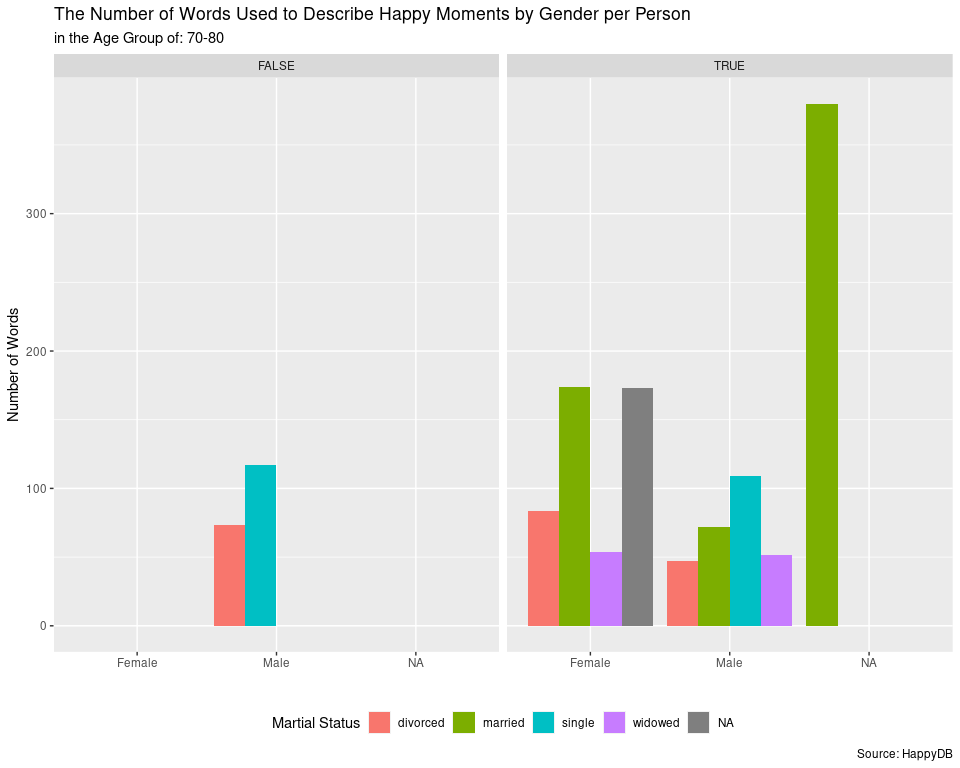 The Number of Words Used to Describe Happy Moments by Gender per Person
in the Age Group of: 70-80
FALSE
TRUE
Number of Words
300
200
100
0
Female
Male
NA
Female
Male
NA
Martial Status
divorced
married
single
widowed
NA
Source: HappyDB